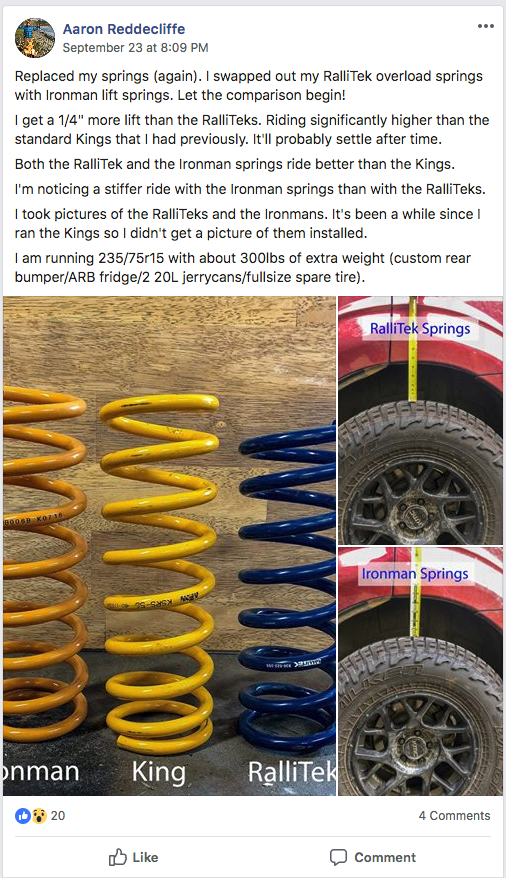 Aaron Reddecliffe
September 23 at 8:09 PM
Replaced my springs (again). I swapped out my RalliTek overload springs
with Ironman lift springs. Let the comparison begin!
I get a 1/4" more lift than the RalliTeks. Riding significantly higher than the
standard Kings that I had previously. It'll probably settle after time.
Both the RalliTek and the Ironman springs ride better than the Kings.
I'm noticing a stiffer ride with the Ironman springs than with the RalliTeks.
I took pictures of the RalliTeks and the Ironmans. It's been a while since I
ran the Kings so I didn't get a picture of them installed.
I am running 235/75r15 with about 300lbs of extra weight (custom rear
bumper/ARB fridge/2 20L jerrycans/fullsize spare tire).
RalliTek Springs
Ironman Springs
onman King RalliTek
20
4 Comments
Like
Comment